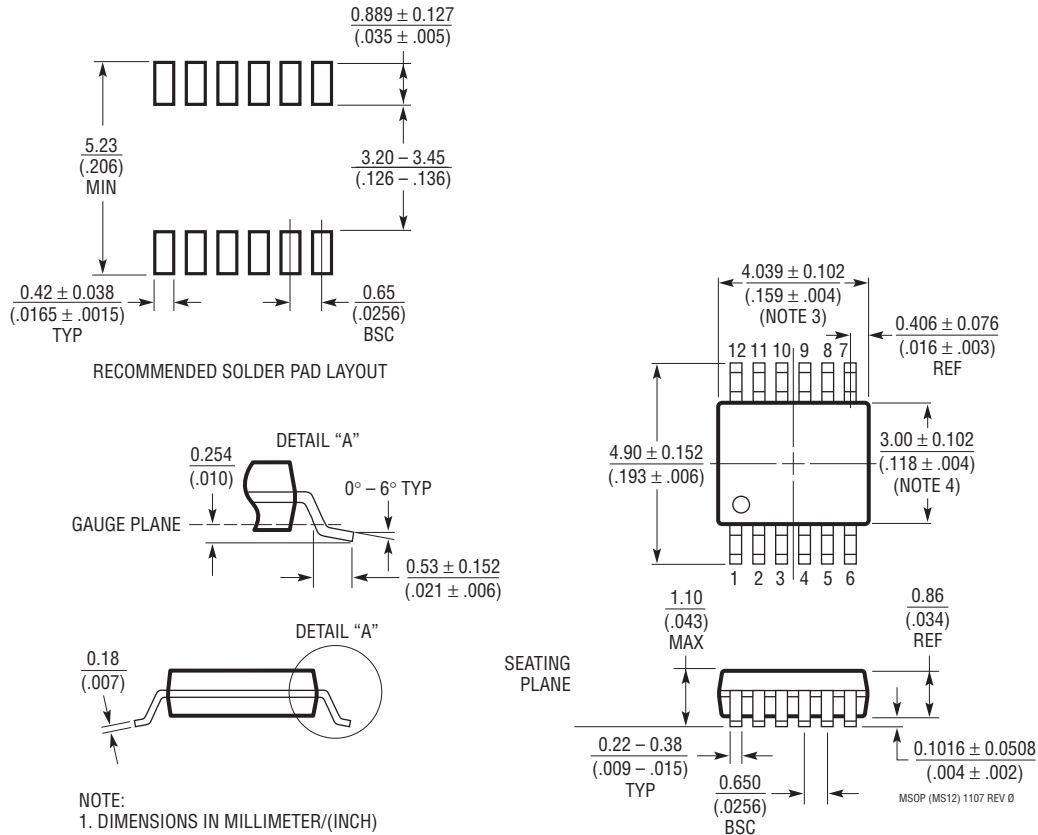 0.889 ± 0.127
(.035 ± .005)
5.23
(.206)
MIN
3.20 – 3.45
(.126 – .136)
0.42 ± 0.038
(.0165 ± .0015)
TYP
0.65
(.0256)
BSC
RECOMMENDED SOLDER PAD LAYOUT
4.039 ± 0.102
(.159 ± .004)
(NOTE 3)
0.406 ± 0.076
(.016 ± .003)
REF
12 11 10 9 8 7
4.90 ± 0.152
(.193 ± .006)
3.00 ± 0.102
(.118 ± .004)
(NOTE 4)
1 2 3 4 5 6
DETAIL “A”
0.254
(.010)
0° – 6° TYP
GAUGE PLANE
0.53 ± 0.152
(.021 ± .006)
DETAIL “A”
0.18
(.007)
SEATING
PLANE
1.10
(.043)
MAX
0.86
(.034)
REF
0.22 – 0.38
(.009 – .015)
TYP
0.650
(.0256)
BSC
0.1016 ± 0.0508
(.004 ± .002)
MSOP (MS12) 1107 REV Ø
NOTE:
1. DIMENSIONS IN MILLIMETER/(INCH)